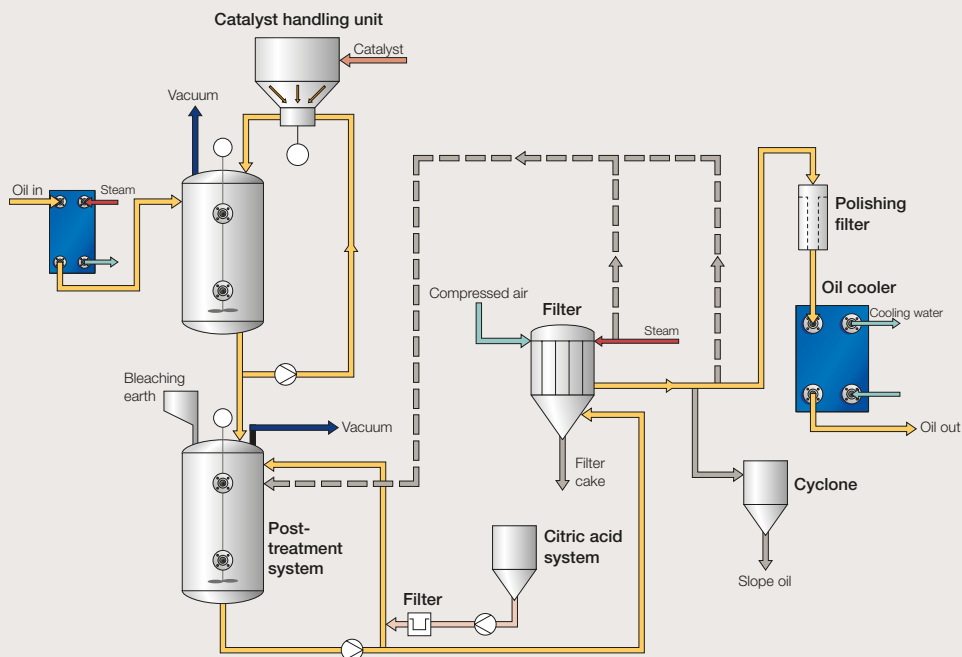 Catalyst handling unit
Catalyst
Vacuum
Oil in
Steam
Polishing
filter
Compressed air
Filter
Oil cooler
Cooling water
Steam
Bleaching
earth
Vacuum
Oil out
Filter
cake
Cyclone
Post-
treatment
system
Citric acid
system
Slope oil
Filter